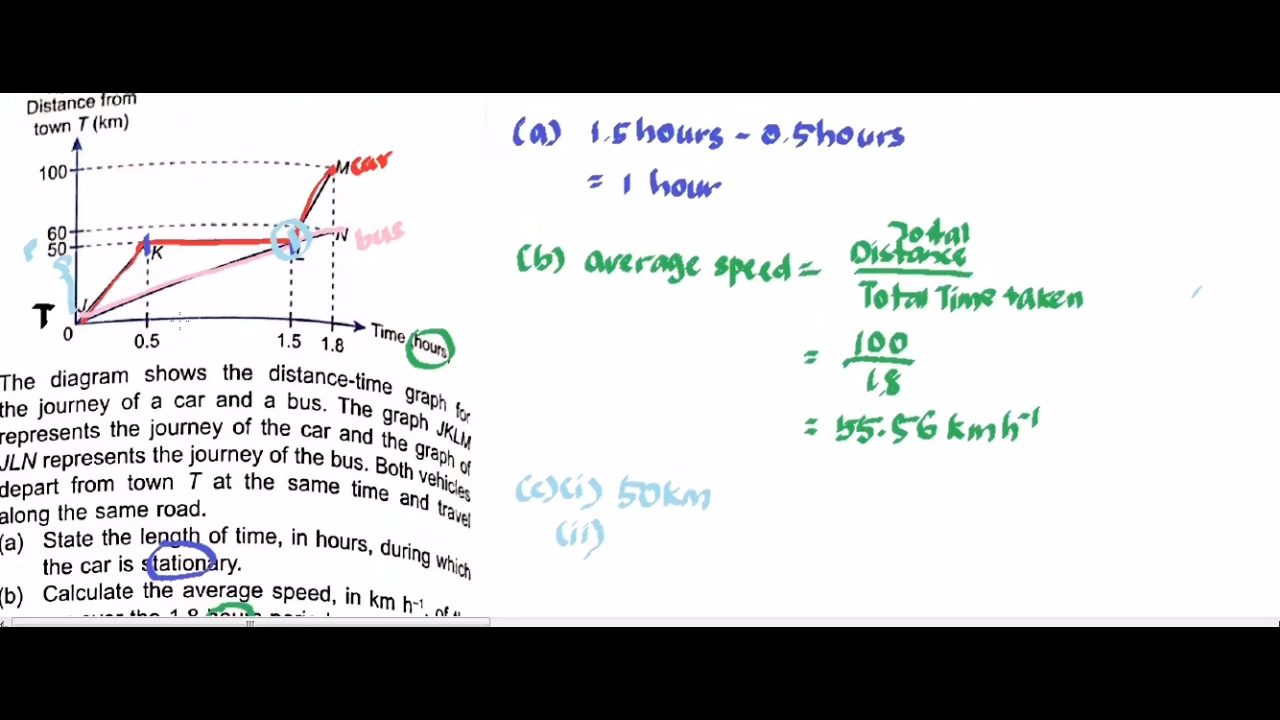 Distance from
town T (km)
100
60
50
0
T
J
K
L
M car
N bus
0.5
1.5
1.8
Time (hours)
The diagram shows the distance-time graph for
the journey of a car and a bus. The graph JKLM
represents the journey of the car and the graph of
JLN represents the journey of the bus. Both vehicles
depart from town T at the same time and travel
along the same road.
(a) State the length of time, in hours, during which
the car is stationary.
(b) Calculate the average speed, in km h⁻¹, of
over the 1.8 hours
(a) 1.5 hours - 0.5 hours
= 1 hour
(b) average speed = Total Distance
Total Time taken
= 100
1.8
= 55.56 km h⁻¹
(c)(i) 50 km
(ii)